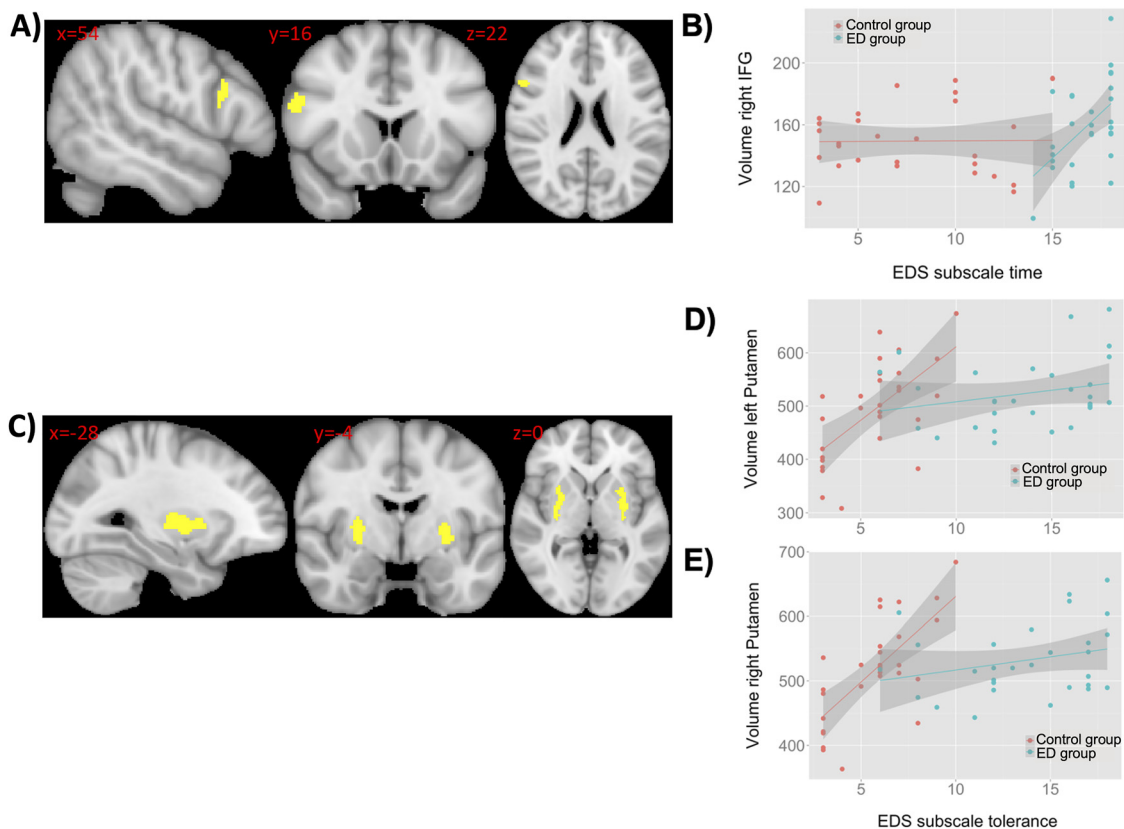 A)
x=54
y=16
z=22
B)
Control group
ED group
Volume right IFG
200
160
120
5
10
15
EDS subscale time
C)
x=-28
y=-4
z=0
D)
Volume left Putamen
600
500
400
300
5
10
15
Control group
ED group
E)
Volume right Putamen
700
600
500
400
5
10
15
Control group
ED group
EDS subscale tolerance